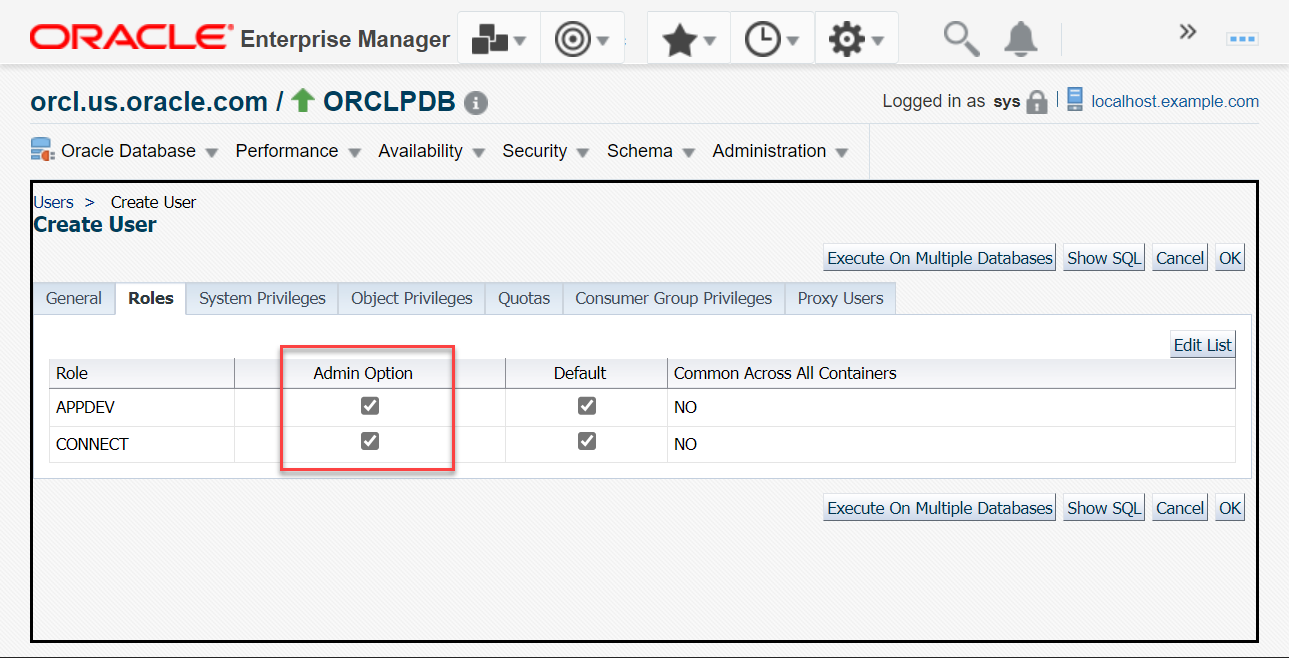 ORACLE Enterprise Manager
orcl.us.oracle.com / ORCLPDB
Logged in as sys localhost.example.com
Oracle Database Performance Availability Security Schema Administration
Users > Create User
Create User
Execute On Multiple Databases Show SQL Cancel OK
General Roles System Privileges Object Privileges Quotas Consumer Group Privileges Proxy Users
Edit List
Role Admin Option Default Common Across All Containers
APPDEV NO
CONNECT NO
Execute On Multiple Databases Show SQL Cancel OK